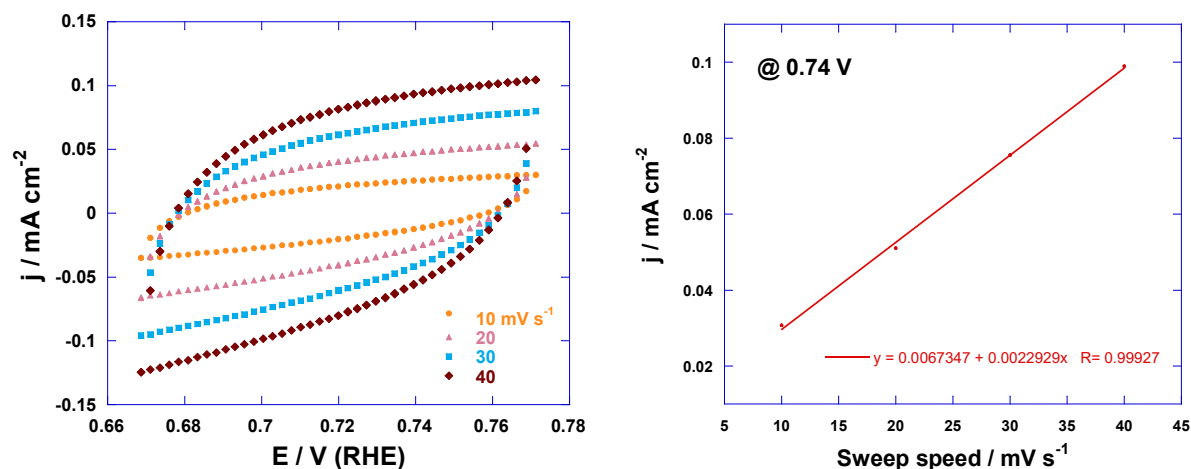 0.15
0.1
0.05
0
-0.05
-0.1
-0.15
j / mA cm-2
10 mV s-1
20
30
40
0.66 0.68 0.7 0.72 0.74 0.76 0.78
E / V (RHE)
@ 0.74 V
0.1
0.08
0.06
0.04
0.02
j / mA cm-2
y = 0.0067347 + 0.0022929x R= 0.99927
5 10 15 20 25 30 35 40 45
Sweep speed / mV s-1